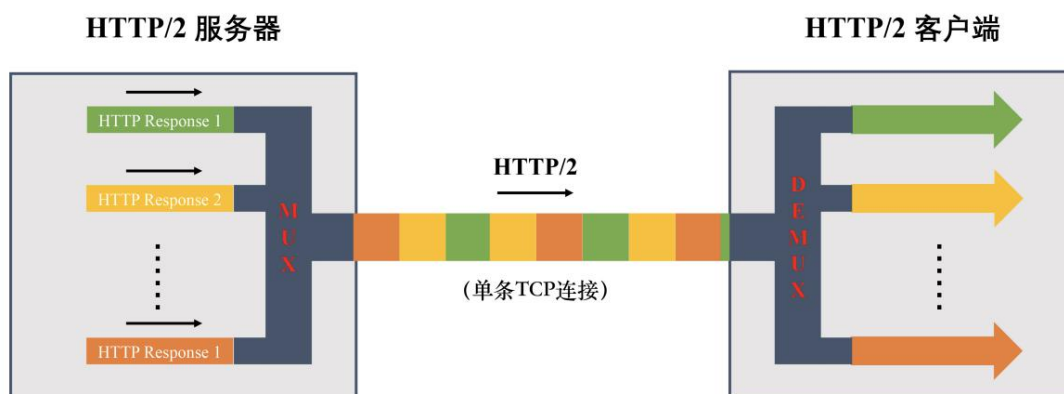 HTTP/2 服务器
HTTP/2 客户端
HTTP Response 1
HTTP Response 2
HTTP Response 1
MUX
HTTP/2
(单条TCP连接)
DEMUX